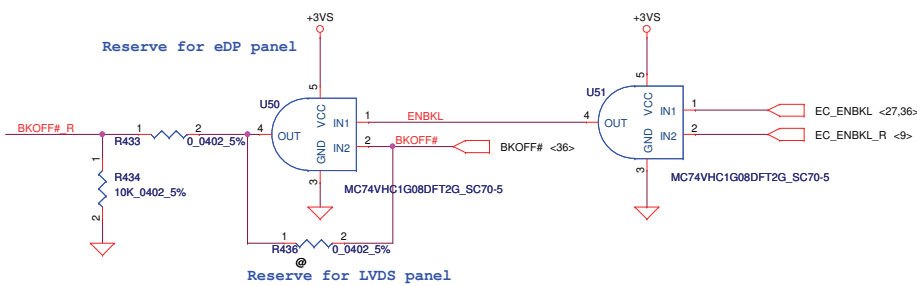 +3VS
+3VS
Reserve for eDP panel
5
5
U50
U51
VCC
VCC
BKOFF#_R
1
2
4
OUT
IN1
1
ENBKL
4
OUT
IN1
1
EC_ENBKL <27,36>
R433
0_0402_5%
GND
IN2
2
BKOFF#
BKOFF# <36>
GND
IN2
2
EC_ENBKL_R <9>
1
R434
10K_0402_5%
2
3
3
MC74VHC1G08DFT2G_SC70-5
MC74VHC1G08DFT2G_SC70-5
1
2
R436
0_0402_5%
@
Reserve for LVDS panel